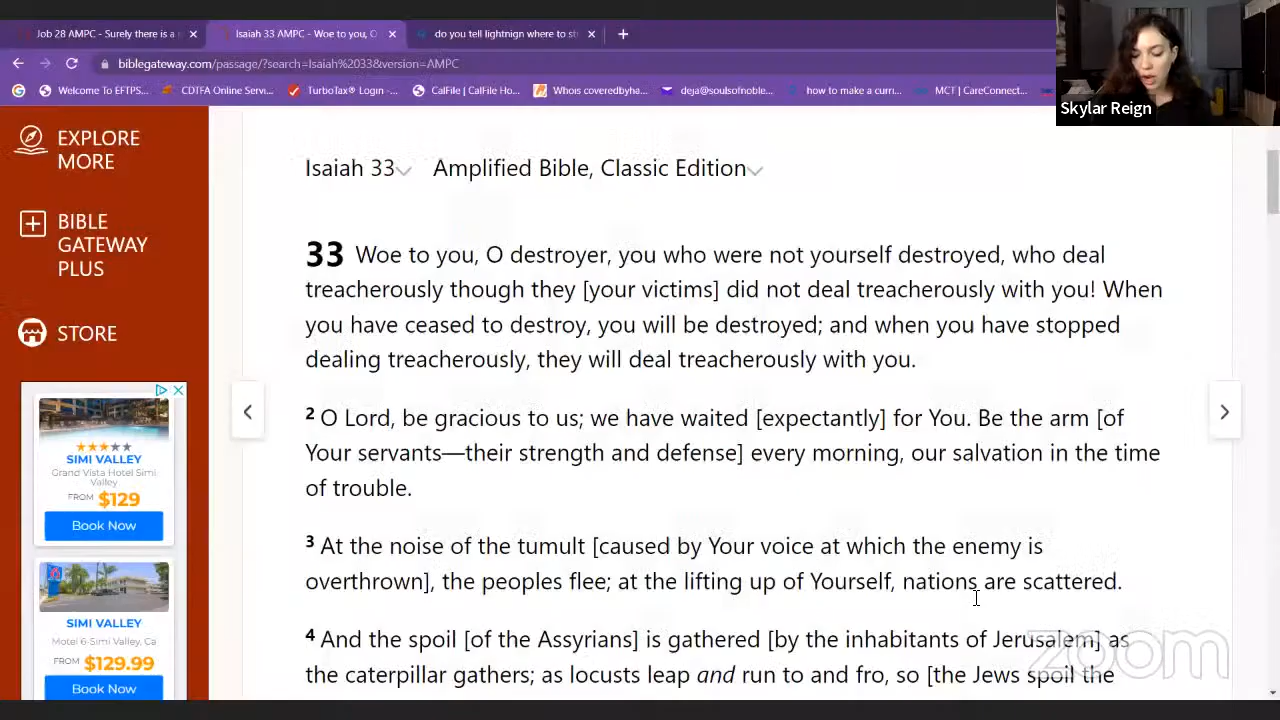 Job 28 AMPC - Surely there is a
Isaiah 33 AMPC - Woe to you, O
do you tell lightnign where to st
biblegateway.com/passage/?search=Isaiah%2033&version=AMPC
Welcome To EFTPS...
CDTFA Online Servi...
TurboTax® Login -...
CalFile | CalFile Ho...
Whois coveredbyha...
deja@soulsofnoble...
how to make a curri...
MCT | CareConnect...
Skylar Reign
EXPLORE
MORE
BIBLE
GATEWAY
PLUS
STORE
SIMI VALLEY
Grand Vista Hotel Simi
Valley
FROM $129
Book Now
SIMI VALLEY
Motel 6-Simi Valley, Ca
FROM $129.99
Book Now
Isaiah 33 Amplified Bible, Classic Edition
33 Woe to you, O destroyer, you who were not yourself destroyed, who deal
treacherously though they [your victims] did not deal treacherously with you! When
you have ceased to destroy, you will be destroyed; and when you have stopped
dealing treacherously, they will deal treacherously with you.
2 O Lord, be gracious to us; we have waited [expectantly] for You. Be the arm [of
Your servants—their strength and defense] every morning, our salvation in the time
of trouble.
3 At the noise of the tumult [caused by Your voice at which the enemy is
overthrown], the peoples flee; at the lifting up of Yourself, nations are scattered.
4 And the spoil [of the Assyrians] is gathered [by the inhabitants of Jerusalem] as
the caterpillar gathers; as locusts leap and run to and fro, so [the Jews spoil the
zoom